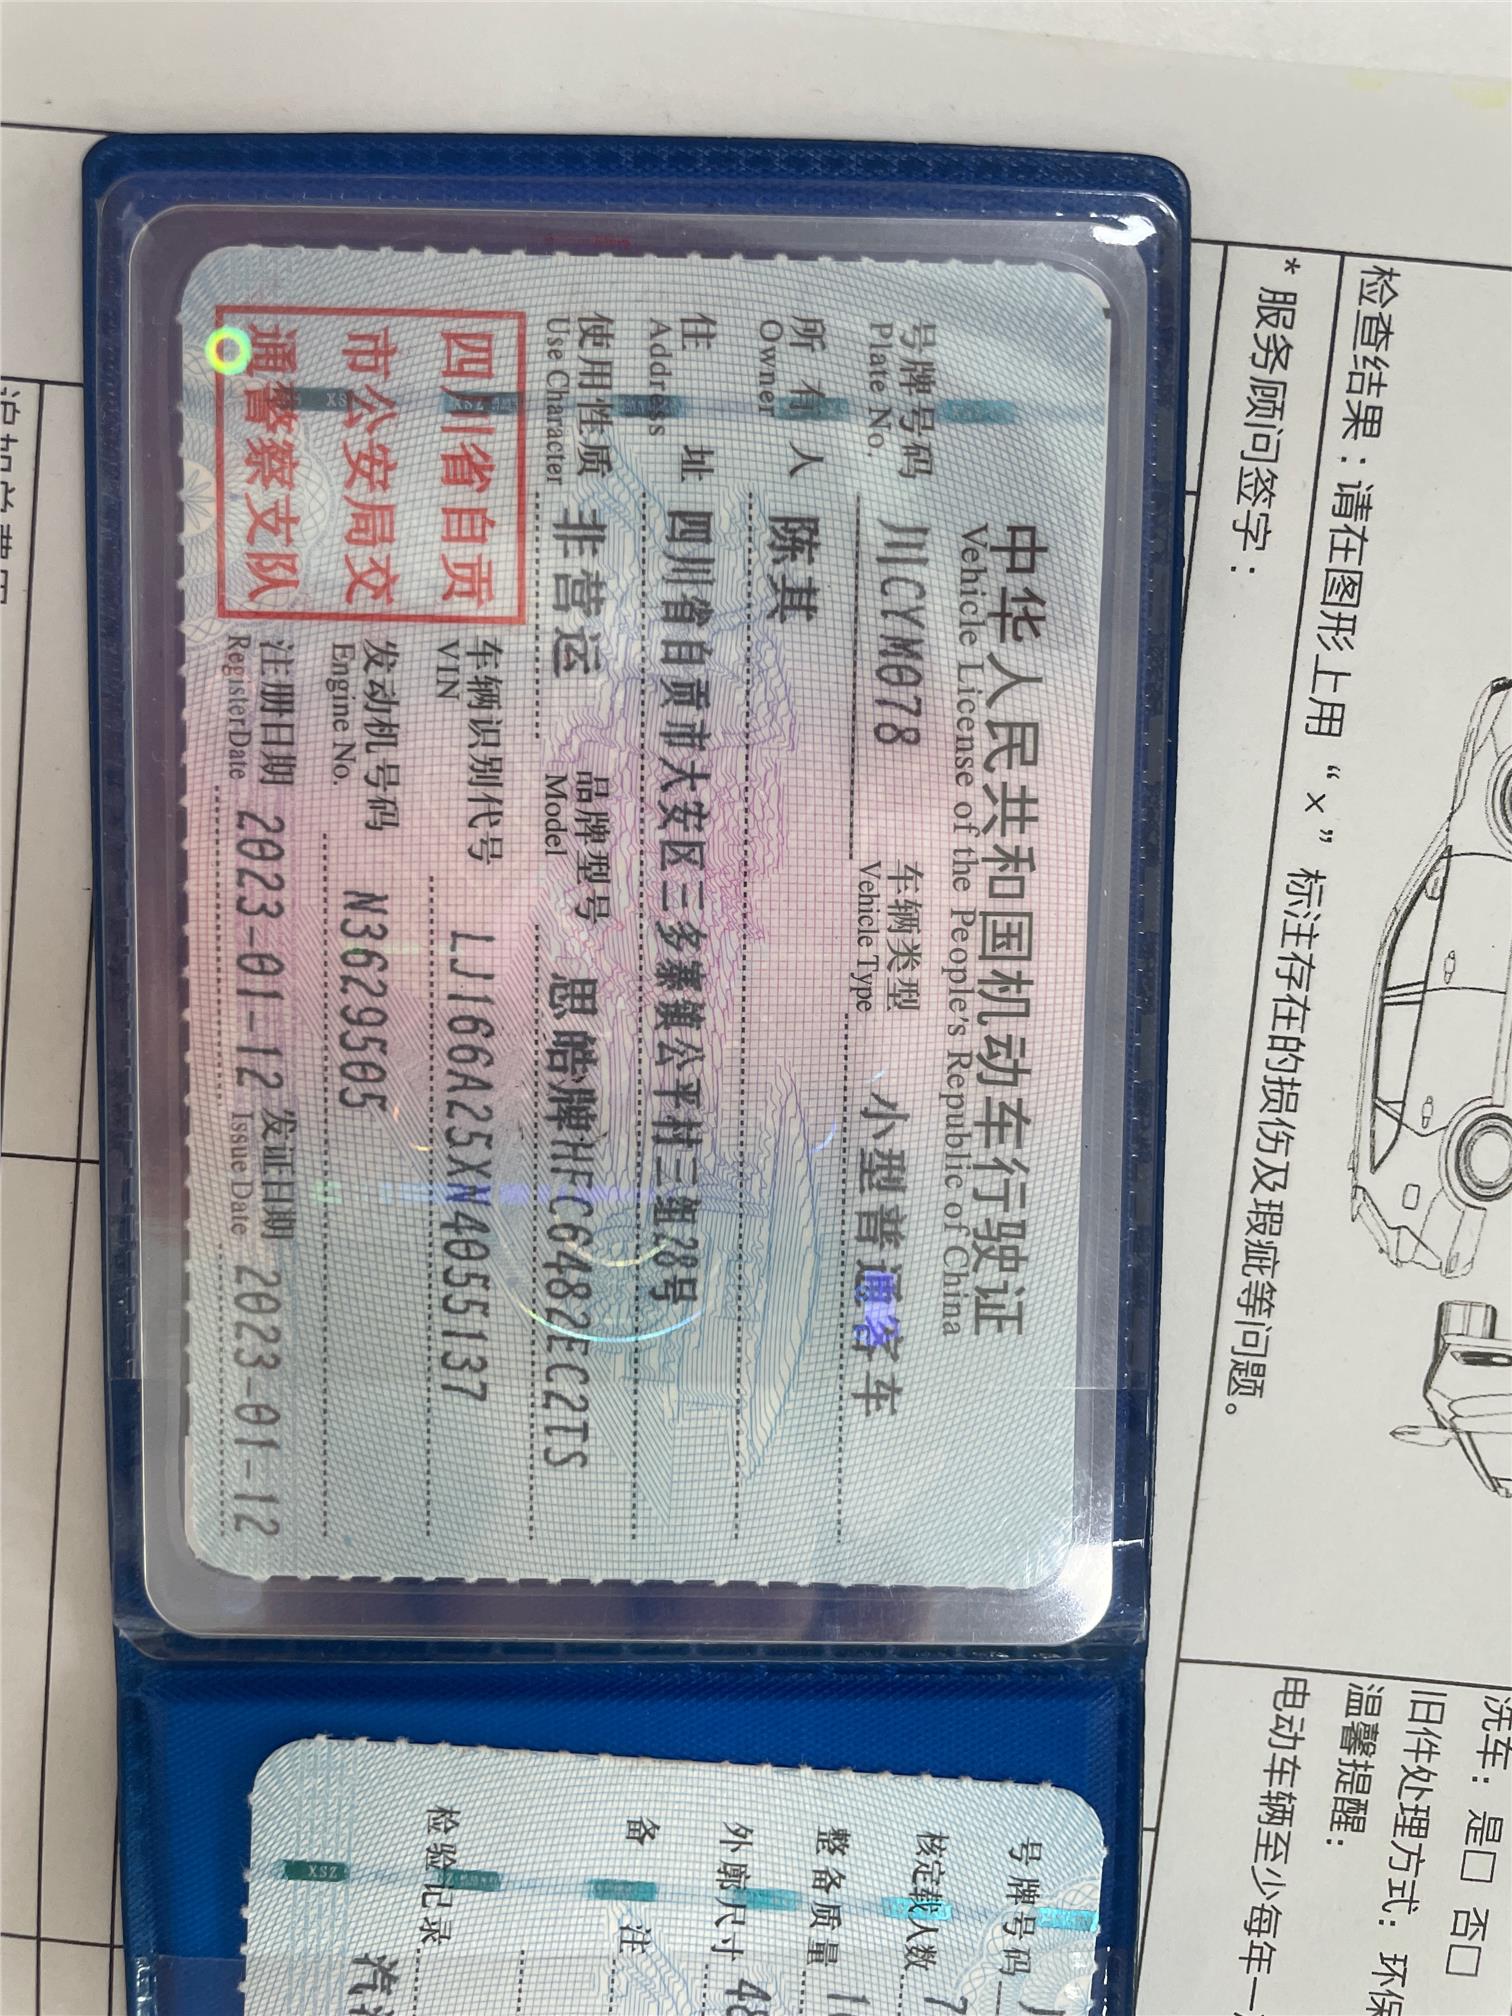 中华人民共和国机动车行驶证
Vehicle License of the People's Republic of China
号牌号码 川CYM078 车辆类型 小型普通客车
Plate No. Vehicle Type
所有人 陈其
Owner
住址 四川省自贡市大安区三多寨镇公平村三组28号
Address
使用性质 非营运 品牌型号 思皓牌HFC6482EC2TS
Use Character Model
四川省自贡
市公安局交
通警察支队
车辆识别代号 LJ166A25XN4055137
VIN
发动机号码 N3629505
Engine No.
注册日期 2023-01-12 发证日期 2023-01-12
Register Date Issue Date
号牌号码
核定载人数 7
整备质量
外廓尺寸 48
备注
检验记录
检查结果：请在图形上用“×”标注存在的损伤及瑕疵等问题。
*服务顾问签字：
洗车：是□ 否□
旧件处理方式：环保
温馨提醒：
电动车辆至少每年一